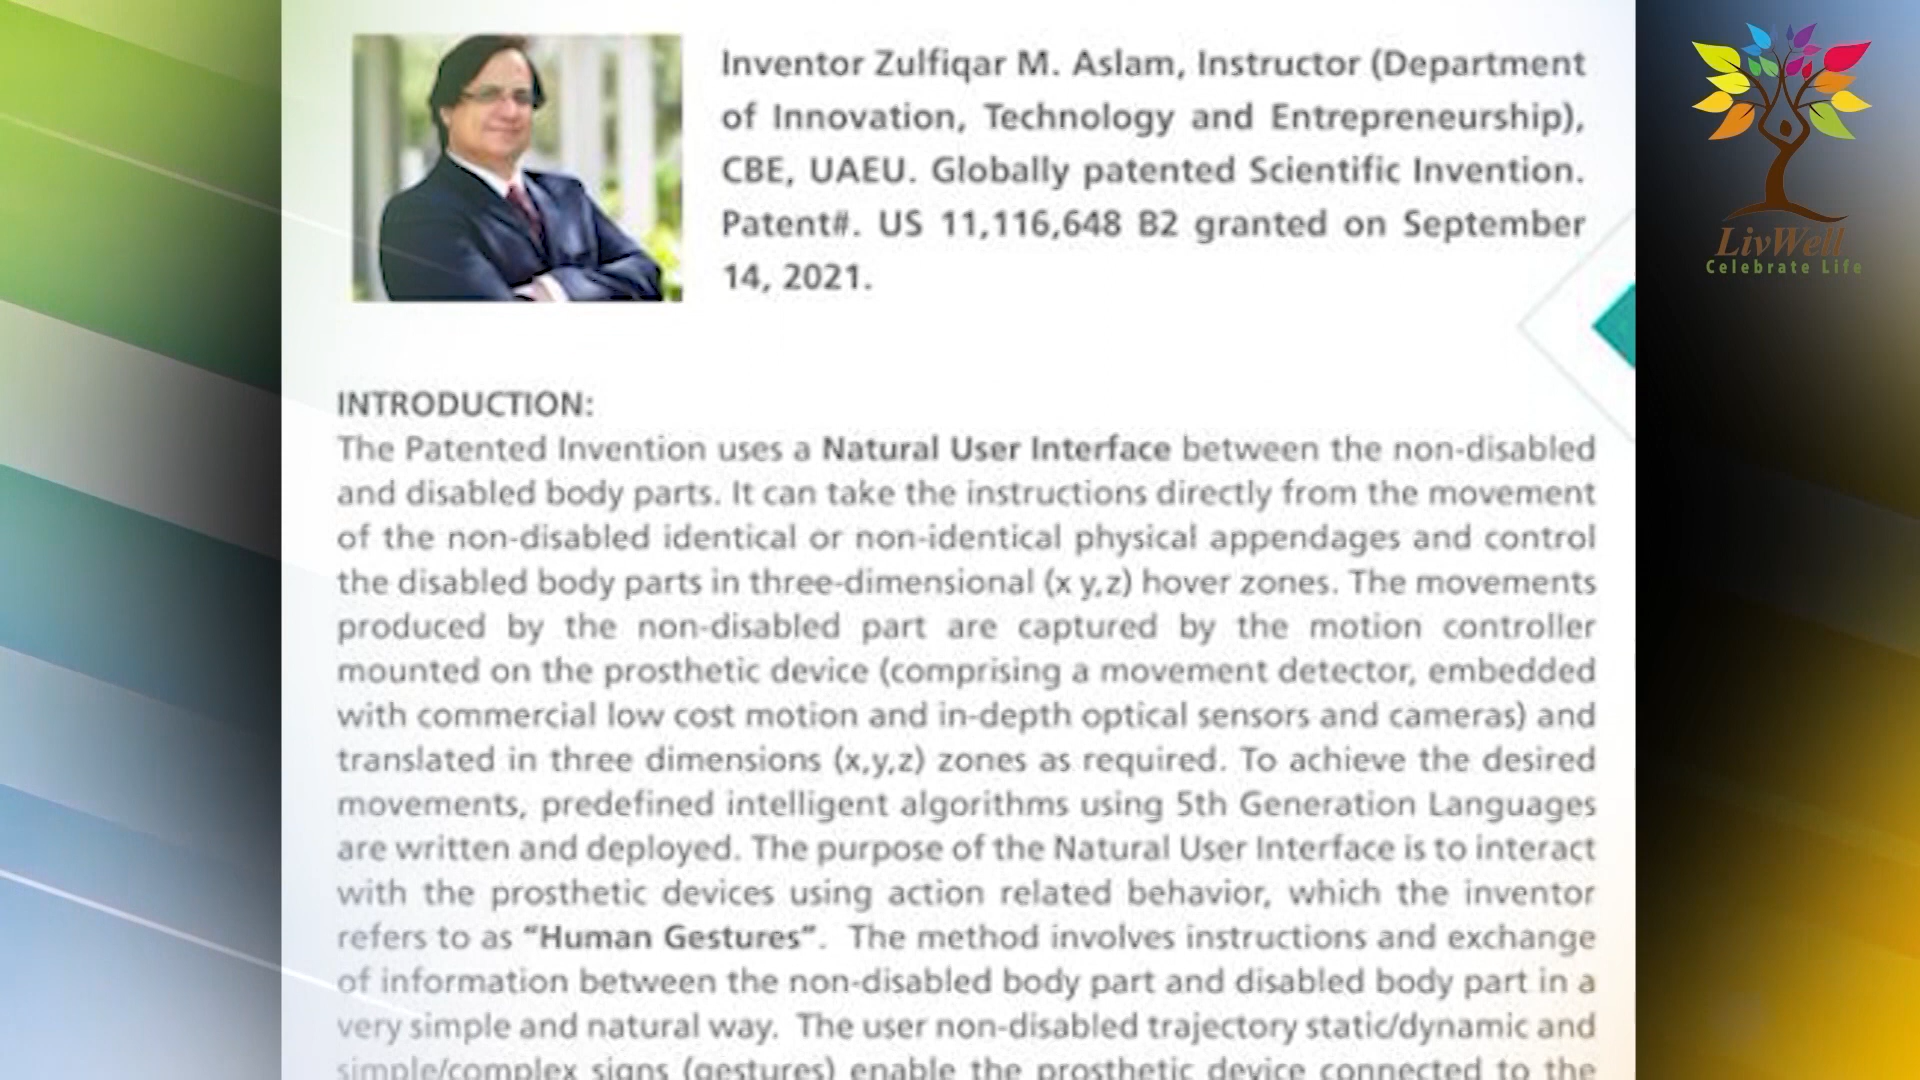 Inventor Zulfiqar M. Aslam, Instructor (Department
of Innovation, Technology and Entrepreneurship),
CBE, UAEU. Globally patented Scientific Invention.
Patent#. US 11,116,648 B2 granted on September
14, 2021.
LivWell
Celebrate Life
INTRODUCTION:
The Patented Invention uses a Natural User Interface between the non-disabled
and disabled body parts. It can take the instructions directly from the movement
of the non-disabled identical or non-identical physical appendages and control
the disabled body parts in three-dimensional (x y,z) hover zones. The movements
produced by the non-disabled part are captured by the motion controller
mounted on the prosthetic device (comprising a movement detector, embedded
with commercial low cost motion and in-depth optical sensors and cameras) and
translated in three dimensions (x,y,z) zones as required. To achieve the desired
movements, predefined intelligent algorithms using 5th Generation Languages
are written and deployed. The purpose of the Natural User Interface is to interact
with the prosthetic devices using action related behavior, which the inventor
refers to as “Human Gestures”. The method involves instructions and exchange
of information between the non-disabled body part and disabled body part in a
very simple and natural way. The user non-disabled trajectory static/dynamic and
simple/complex signs (gestures) enable the prosthetic device connected to the